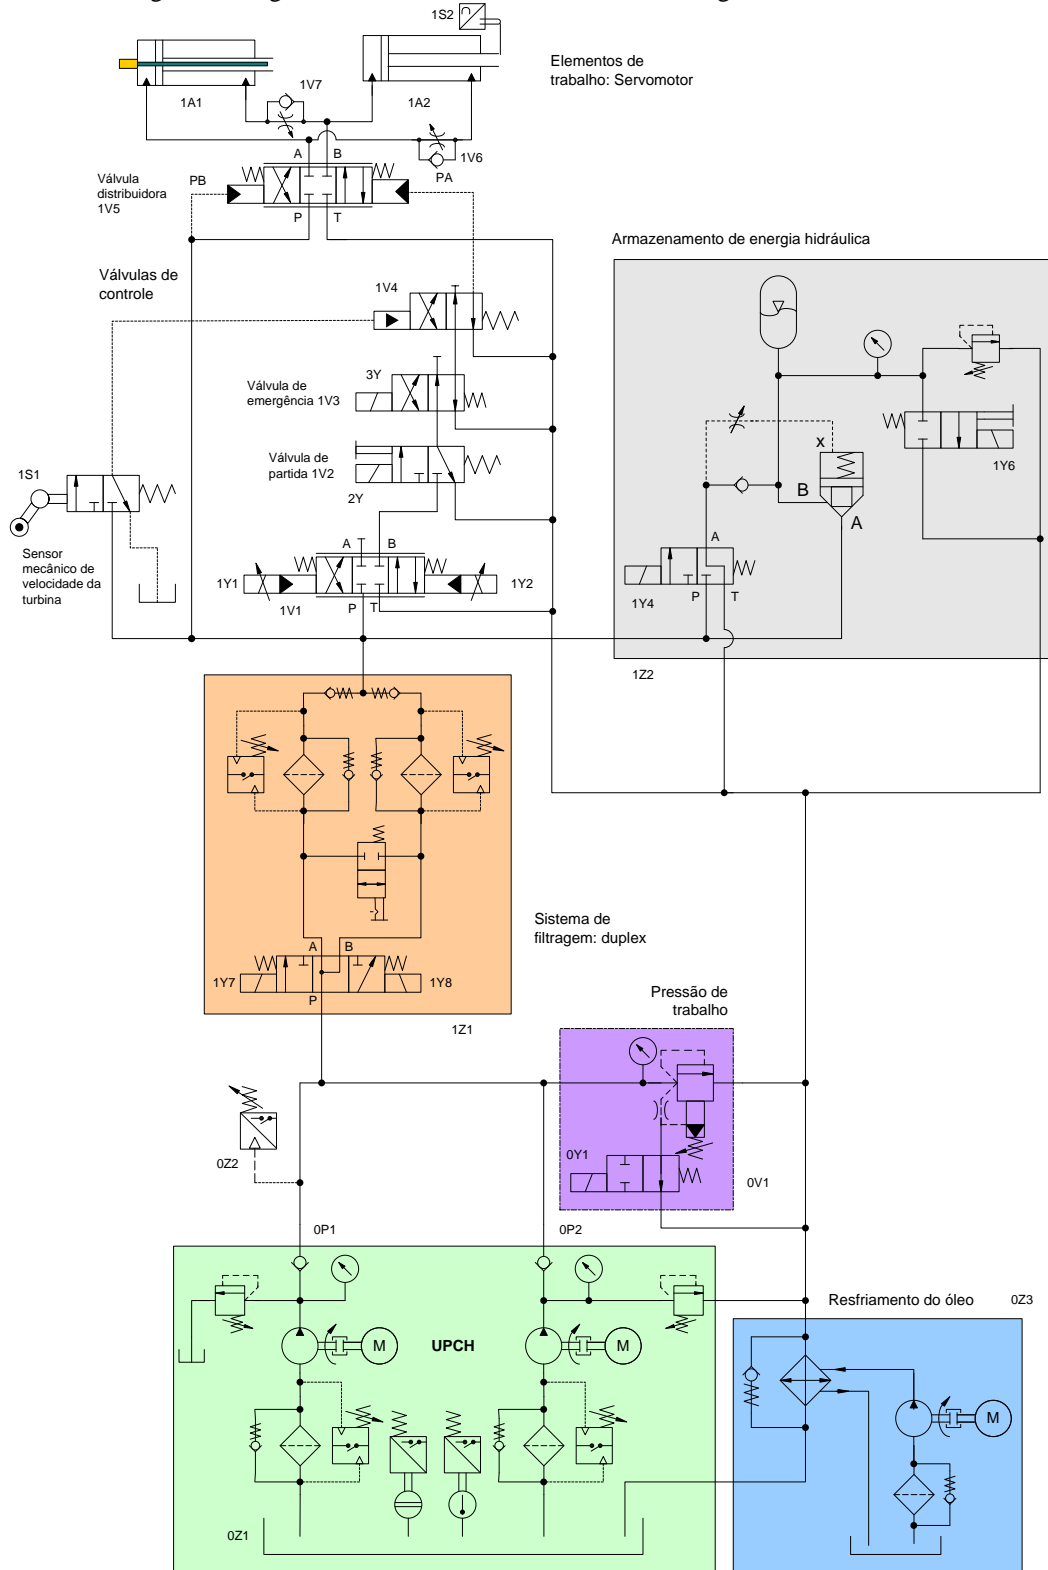 1S2
Elementos de
trabalho: Servomotor
1V7
1A1
1A2
A
B
1V6
PA
Válvula
distribuidora
1V5
PB
P
T
Armazenamento de energia hidráulica
Válvulas de
controle
1V4
3Y
Válvula de
emergência 1V3
Válvula de
partida 1V2
2Y
X
B
A
1Y6
1S1
Sensor
mecânico de
velocidade da
turbina
A
B
1Y1
1Y2
1V1
P
T
A
1Y4
P
T
1Z2
Sistema de
filtragem: duplex
A
B
1Y7
1Y8
P
1Z1
Pressão de
trabalho
0Y1
0V1
0Z2
0P1
0P2
M
UPCH
M
Resfriamento do óleo
0Z3
M
0Z1